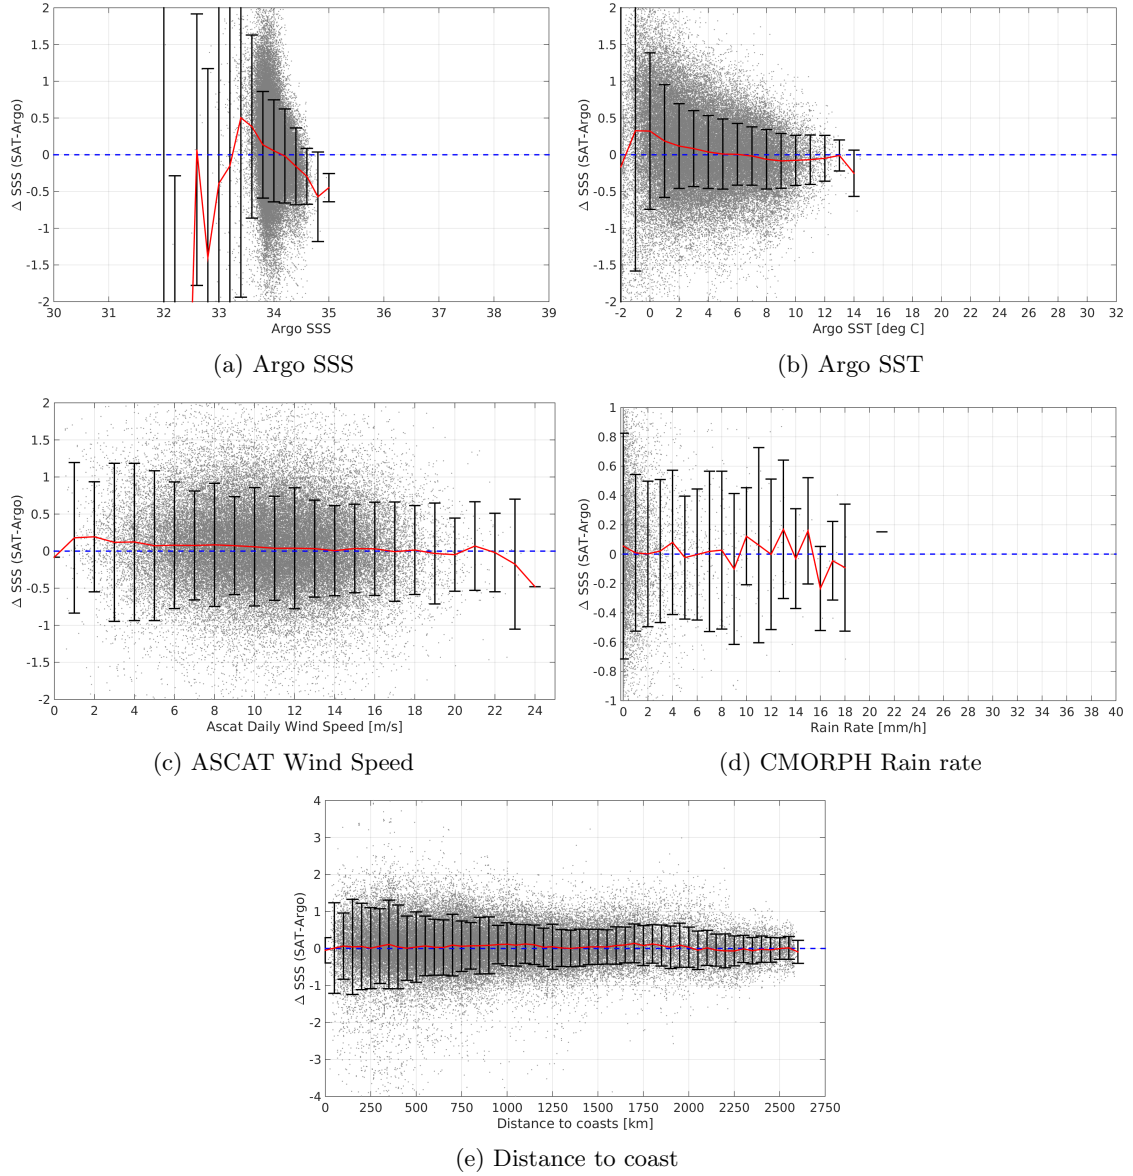 2
1.5
1
0.5
0
-0.5
-1
-1.5
-2
Δ SSS (SAT-Argo)
30 31 32 33 34 35 36 37 38 39
Argo SSS
(a) Argo SSS
2
1.5
1
0.5
0
-0.5
-1
-1.5
-2
Δ SSS (SAT-Argo)
-2 0 2 4 6 8 10 12 14 16 18 20 22 24 26 28 30 32
Argo SST [deg C]
(b) Argo SST
2
1.5
1
0.5
0
-0.5
-1
-1.5
-2
Δ SSS (SAT-Argo)
0 2 4 6 8 10 12 14 16 18 20 22 24
Ascat Daily Wind Speed [m/s]
(c) ASCAT Wind Speed
1
0.8
0.6
0.4
0.2
0
-0.2
-0.4
-0.6
-0.8
-1
Δ SSS (SAT-Argo)
0 2 4 6 8 10 12 14 16 18 20 22 24 26 28 30 32 34 36 38 40
Rain Rate [mm/h]
(d) CMORPH Rain rate
4
3
2
1
0
-1
-2
-3
-4
Δ SSS (SAT-Argo)
0 250 500 750 1000 1250 1500 1750 2000 2250 2500 2750
Distance to coasts [km]
(e) Distance to coast